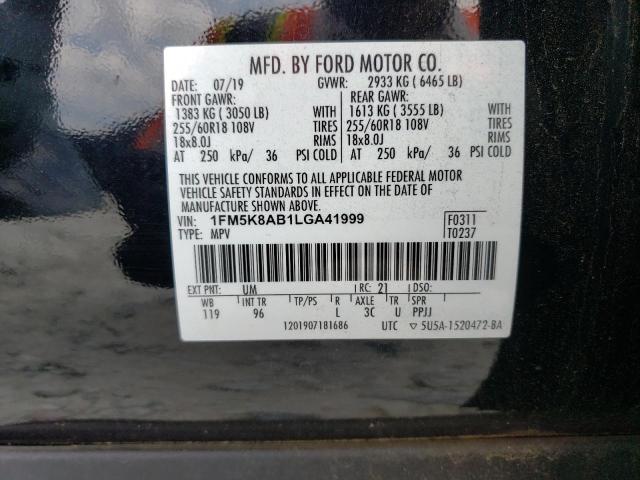 MFD. BY FORD MOTOR CO.
DATE: 07/19 GVWR: 2933 KG ( 6465 LB)
FRONT GAWR: REAR GAWR:
1383 KG ( 3050 LB) WITH 1613 KG ( 3555 LB) WITH
255/60R18 108V TIRES 255/60R18 108V TIRES
18x8.0J RIMS 18x8.0J RIMS
AT 250 kPa/ 36 PSI COLD AT 250 kPa/ 36 PSI COLD
THIS VEHICLE CONFORMS TO ALL APPLICABLE FEDERAL MOTOR
VEHICLE SAFETY STANDARDS IN EFFECT ON THE DATE OF
MANUFACTURE SHOWN ABOVE.
VIN: 1FM5K8AB1LGA41999 F0311
TYPE: MPV T0237
EXT PNT: UM RC: 21 DSO:
WB INT TR TP/PS R AXLE TR SPR
119 96 L 3C U PPJJ
1201907181686 UTC ▽ 5U5A-1520472-BA